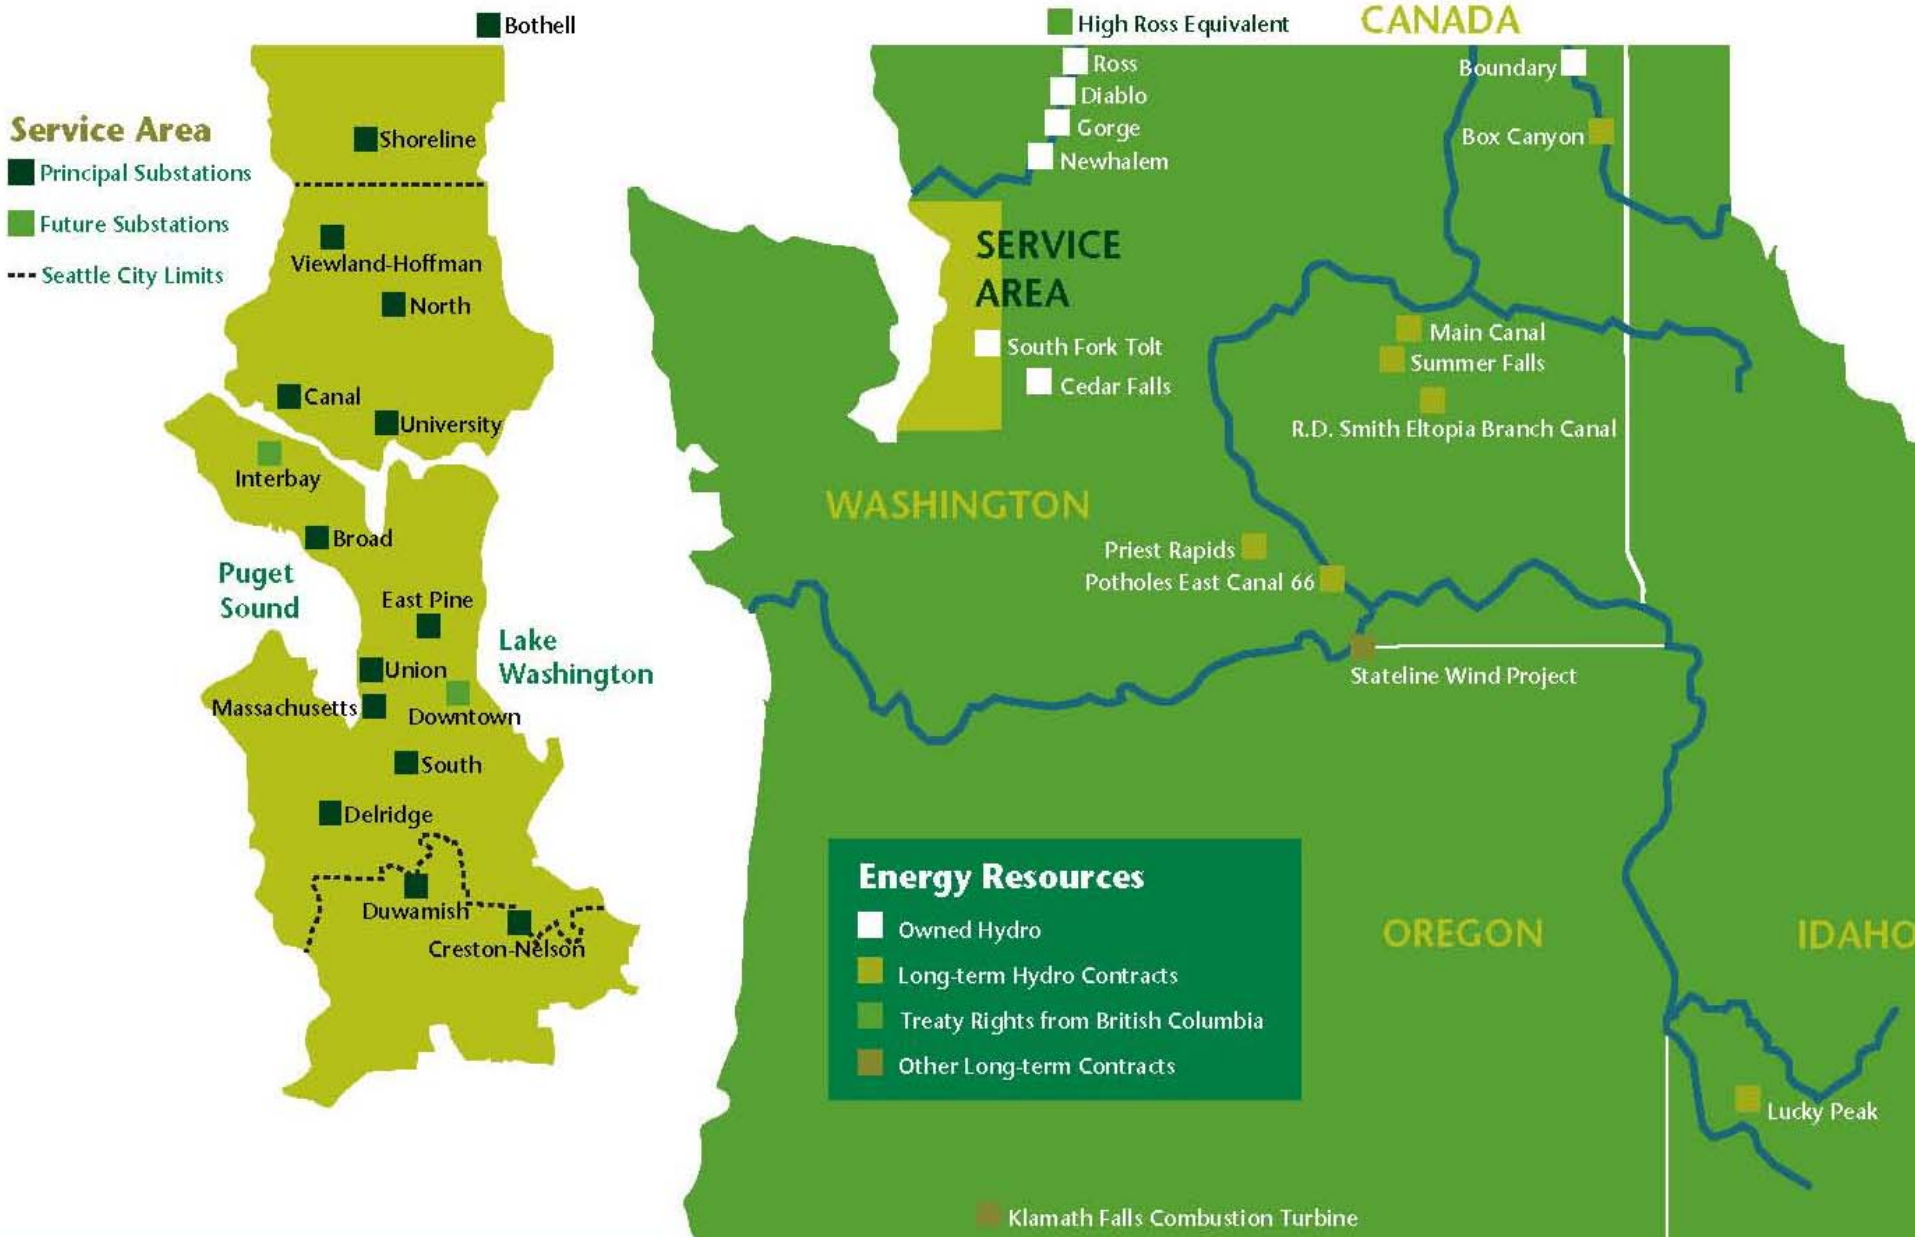 Bothell
Service Area
Principal Substations
Future Substations
Seattle City Limits
Shoreline
Viewland-Hoffman
North
Canal
University
Interbay
Broad
Puget
Sound
East Pine
Lake
Washington
Union
Massachusetts
Downtown
South
Delridge
Duwamish
Creston-Nelson
High Ross Equivalent
CANADA
Ross
Diablo
Gorge
Newhalem
Boundary
Box Canyon
SERVICE
AREA
South Fork Tolt
Cedar Falls
Main Canal
Summer Falls
R.D. Smith Eltopia Branch Canal
WASHINGTON
Priest Rapids
Potholes East Canal 66
Stateline Wind Project
Energy Resources
Owned Hydro
Long-term Hydro Contracts
Treaty Rights from British Columbia
Other Long-term Contracts
OREGON
IDAHO
Lucky Peak
Klamath Falls Combustion Turbine